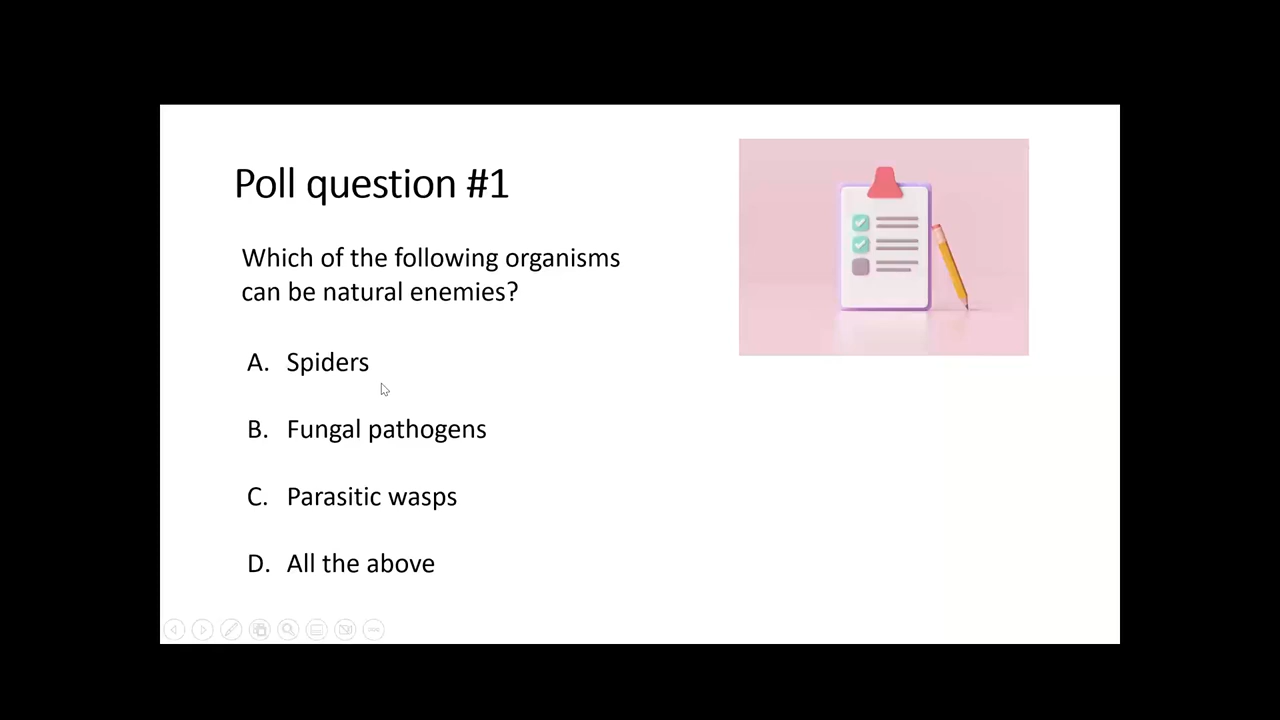 Poll question #1
Which of the following organisms
can be natural enemies?
A. Spiders
B. Fungal pathogens
C. Parasitic wasps
D. All the above